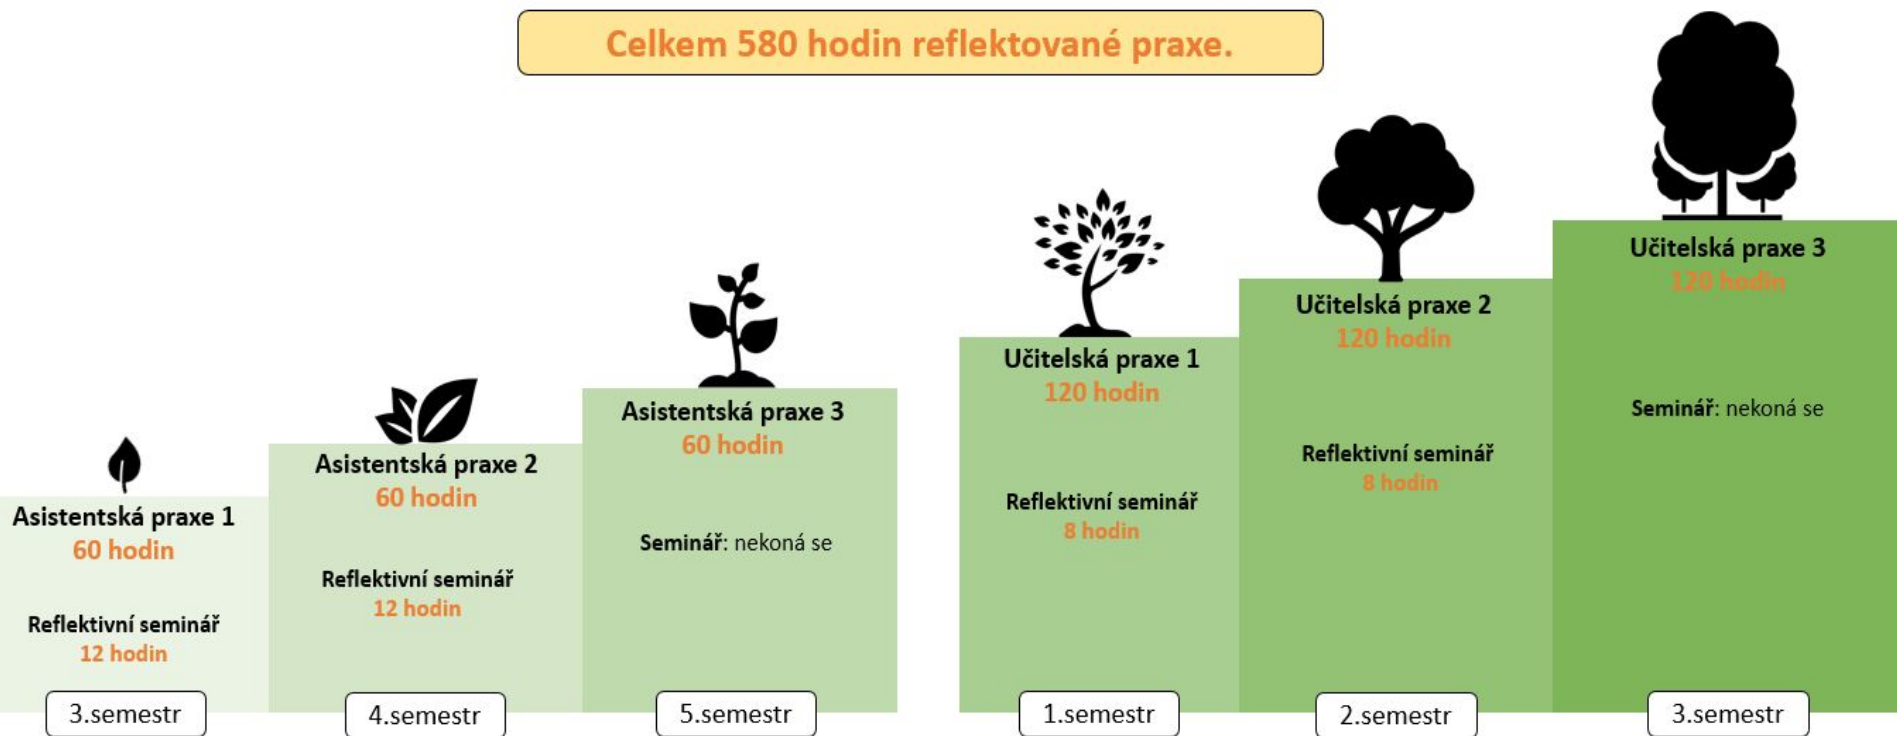 Celkem 580 hodin reflektované praxe.
Asistentská praxe 1
60 hodin
Reflektivní seminář
12 hodin
3.semestr
Asistentská praxe 2
60 hodin
Reflektivní seminář
12 hodin
4.semestr
Asistentská praxe 3
60 hodin
Seminář: nekoná se
5.semestr
Učitelská praxe 1
120 hodin
Reflektivní seminář
8 hodin
1.semestr
Učitelská praxe 2
120 hodin
Reflektivní seminář
8 hodin
2.semestr
Učitelská praxe 3
120 hodin
Seminář: nekoná se
3.semestr